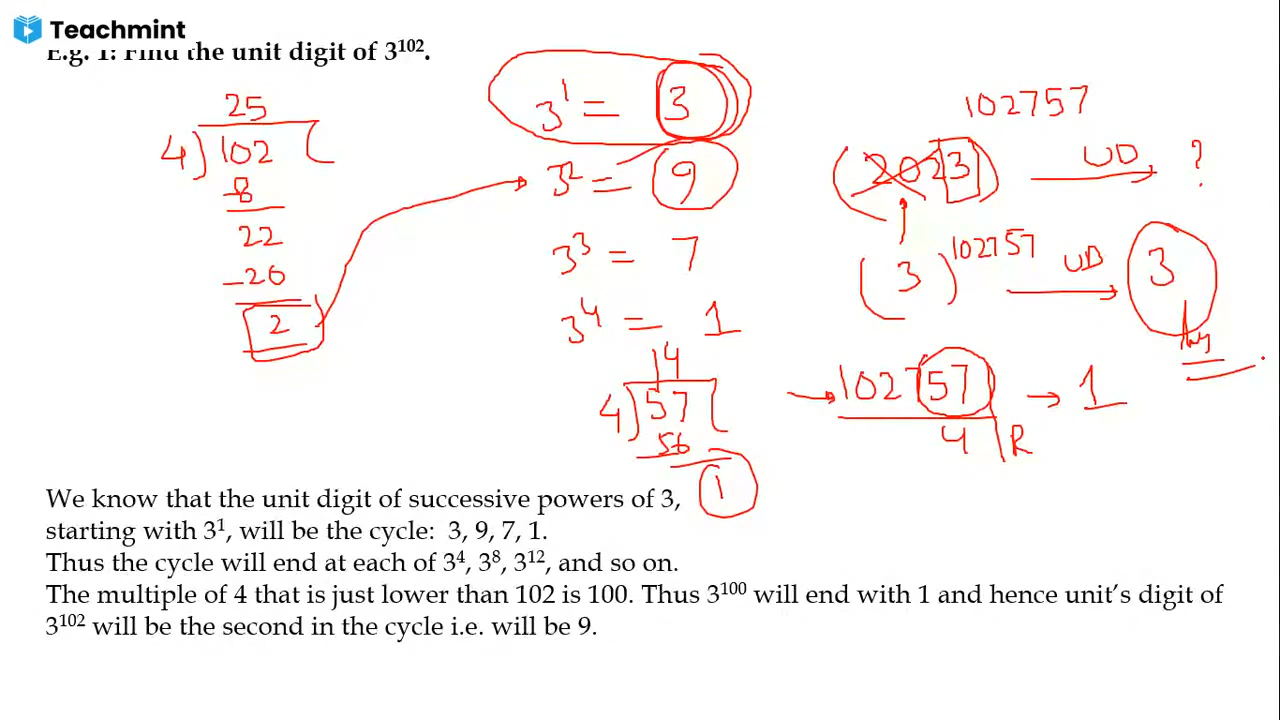 Teachmint
E.g. 1: Find the unit digit of 3¹⁰².
25
4) 102 (
-8
22
-20
2
3¹ = 3
3² = 9
3³ = 7
3⁴ = 1
14
4) 57 (
56
1
102757
(2023) UD → ?
(3)¹⁰²⁷⁵⁷ UD → 3
Ans
→ 102757 → 1
4 | R
We know that the unit digit of successive powers of 3,
starting with 3¹, will be the cycle: 3, 9, 7, 1.
Thus the cycle will end at each of 3⁴, 3⁸, 3¹², and so on.
The multiple of 4 that is just lower than 102 is 100. Thus 3¹⁰⁰ will end with 1 and hence unit's digit of
3¹⁰² will be the second in the cycle i.e. will be 9.